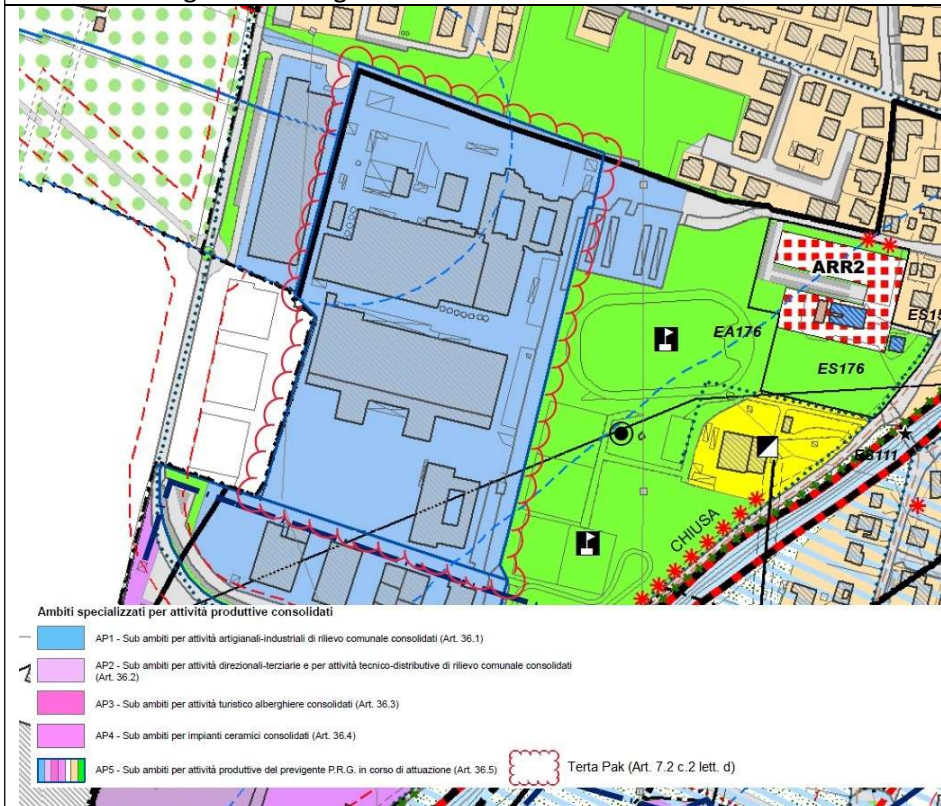 ARR2
EA176
ES176
ES111
CHIUSA
Ambiti specializzati per attività produttive consolidati
AP1 - Sub ambiti per attività artigianali-industriali di rilievo comunale consolidati (Art. 36.1)
AP2 - Sub ambiti per attività direzionali-terziarie e per attività tecnico-distributive di rilievo comunale consolidati
(Art. 36.2)
AP3 - Sub ambiti per attività turistico alberghiere consolidati (Art. 36.3)
AP4 - Sub ambiti per impianti ceramici consolidati (Art. 36.4)
AP5 - Sub ambiti per attività produttive del previgente P.R.G. in corso di attuazione (Art. 36.5)
Terta Pak (Art. 7.2 c.2 lett. d)